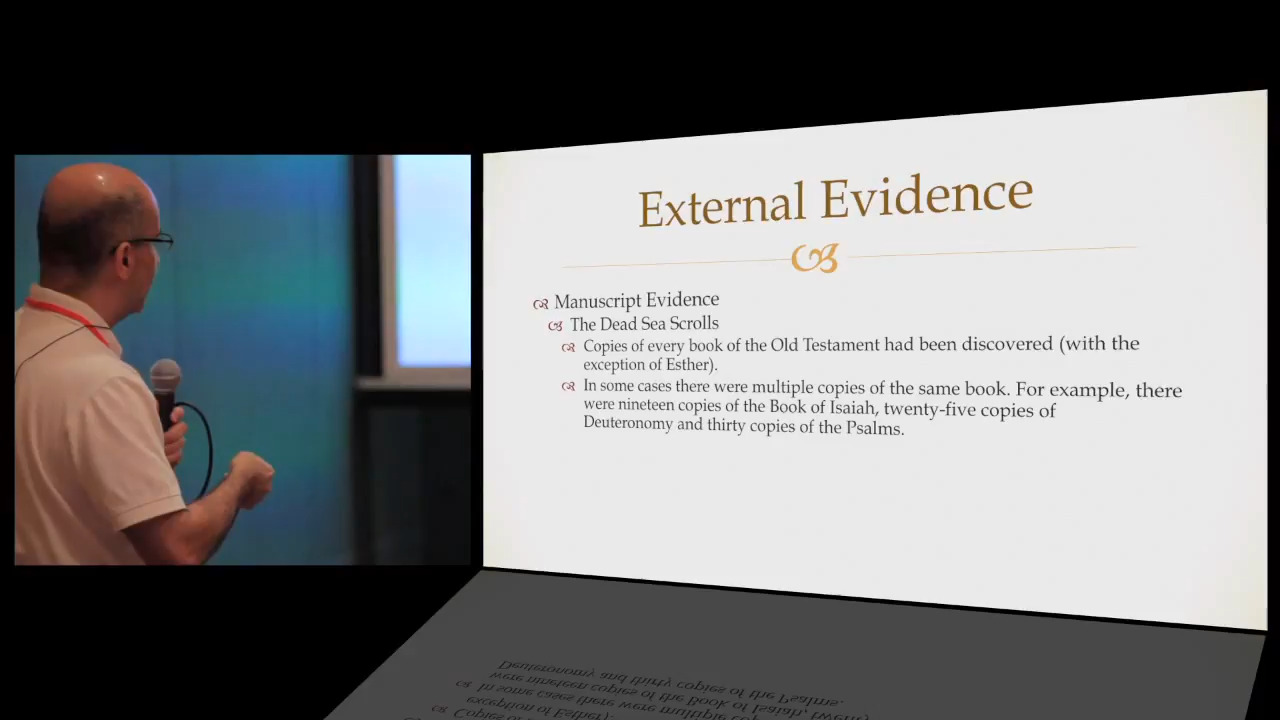 External Evidence
Manuscript Evidence
The Dead Sea Scrolls
Copies of every book of the Old Testament had been discovered (with the
exception of Esther).
In some cases there were multiple copies of the same book. For example, there
were nineteen copies of the Book of Isaiah, twenty-five copies of
Deuteronomy and thirty copies of the Psalms.